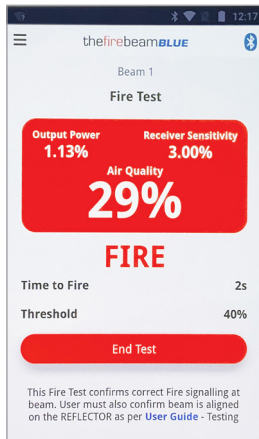 12:17
thefirebeamBLUE
Beam 1
Fire Test
Output Power Receiver Sensitivity
1.13% 3.00%
Air Quality
29%
FIRE
Time to Fire 2s
Threshold 40%
End Test
This Fire Test confirms correct Fire signalling at
beam. User must also confirm beam is aligned
on the REFLECTOR as per User Guide - Testing